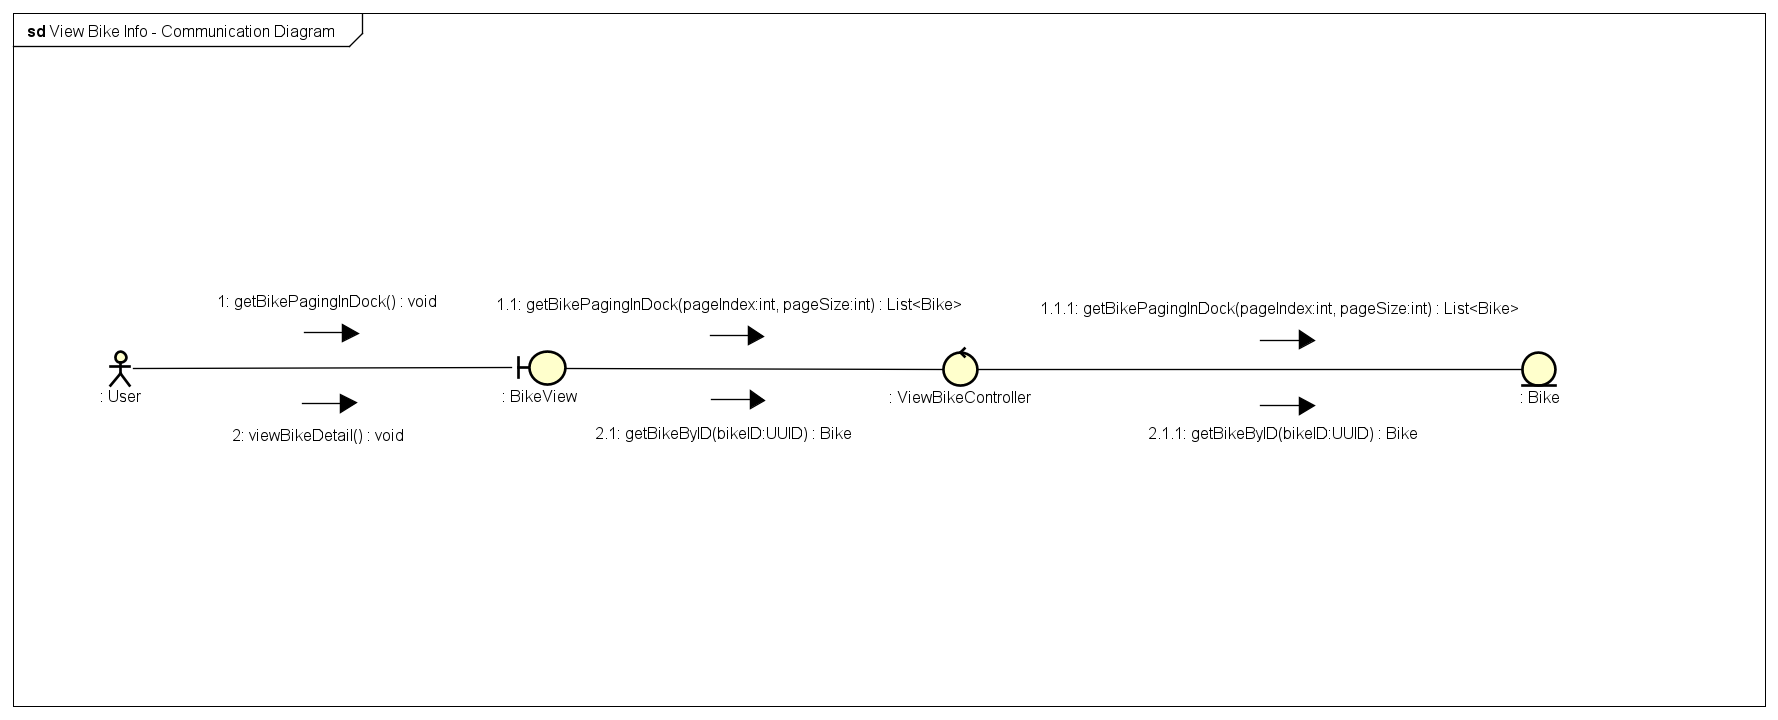 sd View Bike Info - Communication Diagram
1: getBikePagingInDock() : void
1.1: getBikePagingInDock(pageIndex:int, pageSize:int) : List<Bike>
1.1.1: getBikePagingInDock(pageIndex:int, pageSize:int) : List<Bike>
: User
: BikeView
: ViewBikeController
: Bike
2: viewBikeDetail() : void
2.1: getBikeByID(bikeID:UUID) : Bike
2.1.1: getBikeByID(bikeID:UUID) : Bike